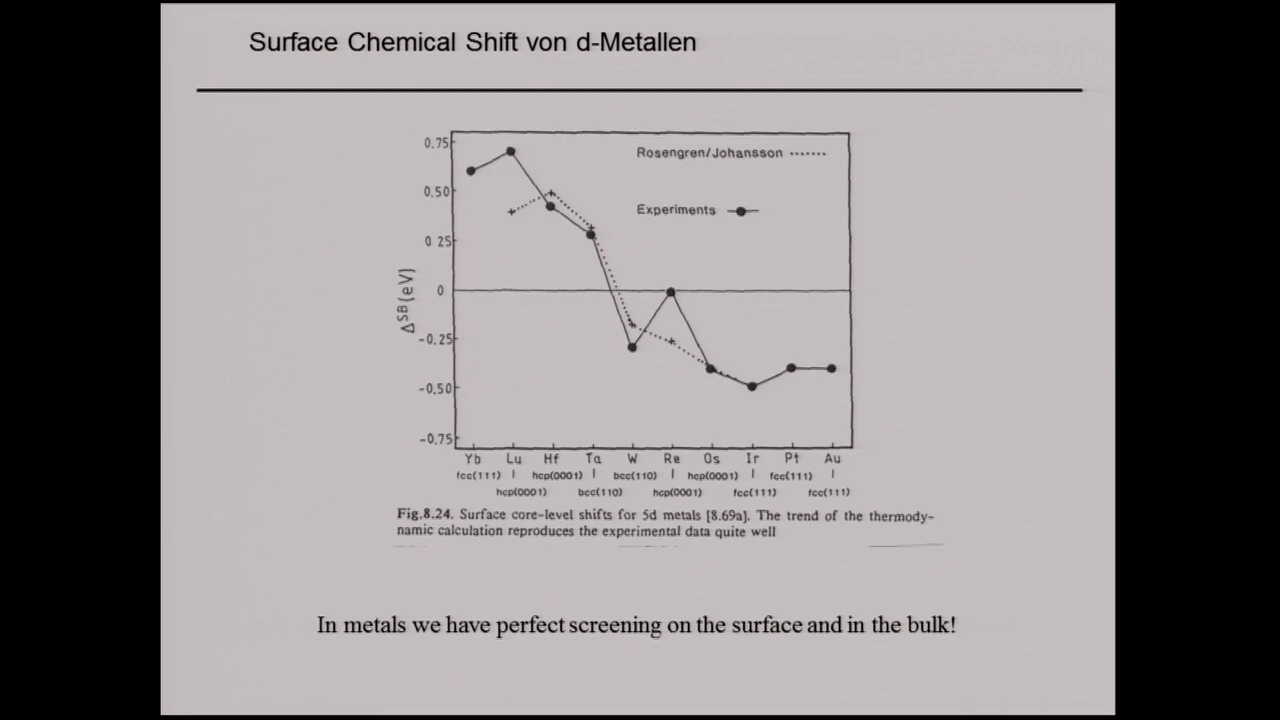 Surface Chemical Shift von d-Metallen
0.75
0.50
0.25
0
-0.25
-0.50
-0.75
Δ^SB (eV)
Rosengren/Johansson
Experiments
Yb Lu Hf Ta W Re Os Ir Pt Au
fcc(111) hcp(0001) bcc(110) hcp(0001) fcc(111)
hcp(0001) bcc(110) hcp(0001) fcc(111) fcc(111)
Fig.8.24. Surface core-level shifts for 5d metals [8.69a]. The trend of the thermody-
namic calculation reproduces the experimental data quite well
In metals we have perfect screening on the surface and in the bulk!